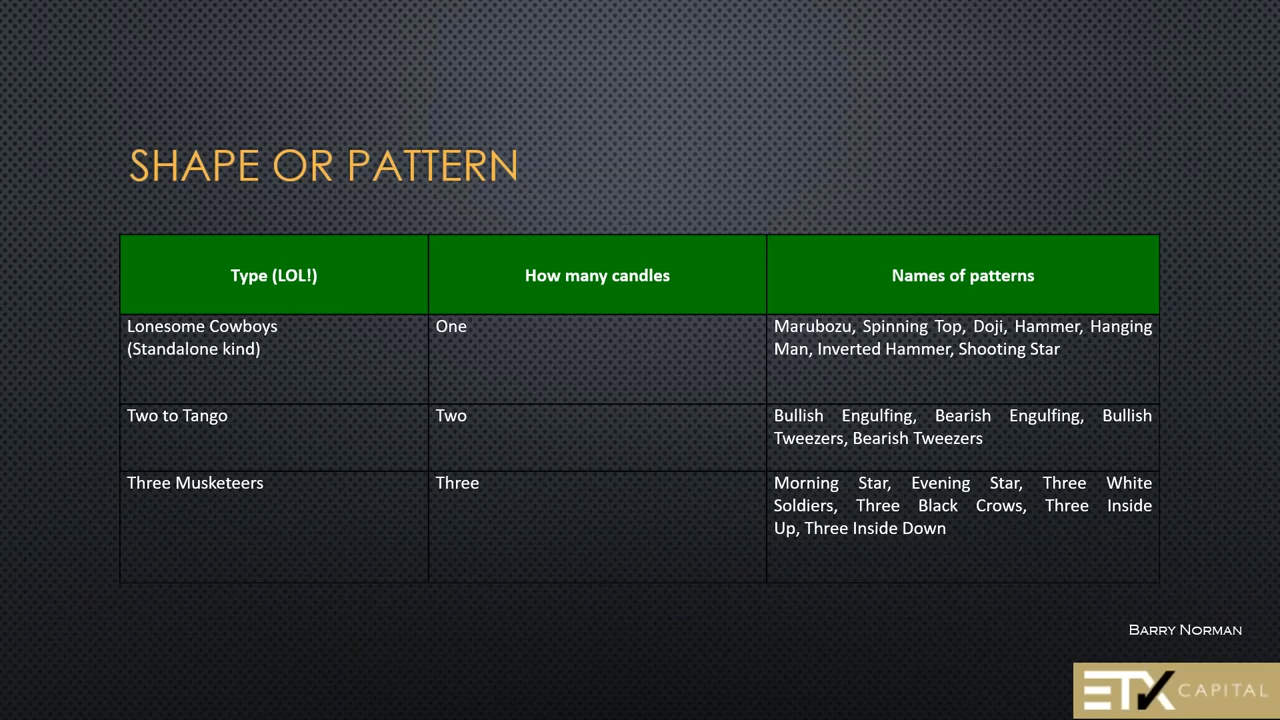 SHAPE OR PATTERN
Type (LOL!)
How many candles
Names of patterns
Lonesome Cowboys
(Standalone kind)
One
Marubozu, Spinning Top, Doji, Hammer, Hanging
Man, Inverted Hammer, Shooting Star
Two to Tango
Two
Bullish Engulfing, Bearish Engulfing, Bullish
Tweezers, Bearish Tweezers
Three Musketeers
Three
Morning Star, Evening Star, Three White
Soldiers, Three Black Crows, Three Inside
Up, Three Inside Down
Barry Norman
ETX CAPITAL